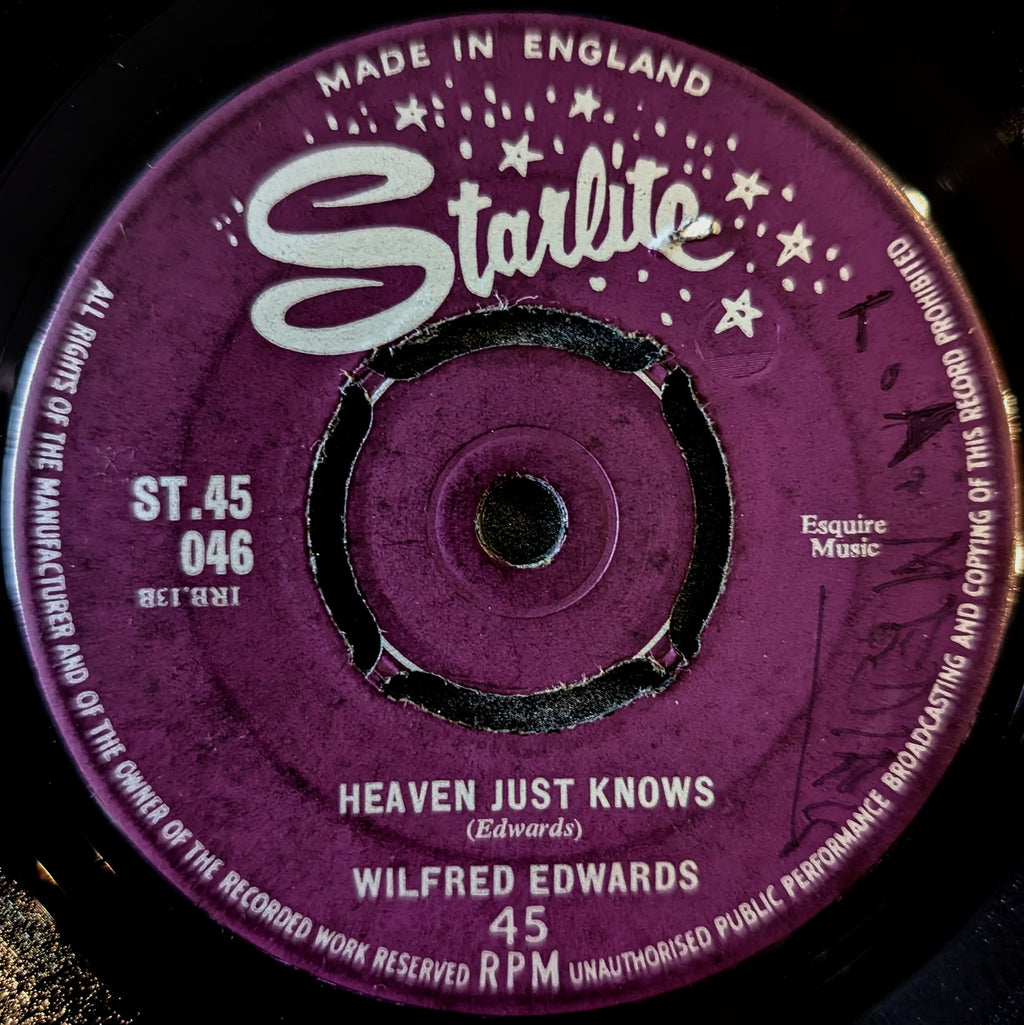 MADE IN ENGLAND
Starlite
ST.45
046
IRB.13B
Esquire
Music
HEAVEN JUST KNOWS
(Edwards)
WILFRED EDWARDS
45
RPM
ALL RIGHTS OF THE MANUFACTURER AND OF THE OWNER OF THE RECORDED WORK RESERVED
UNAUTHORISED PUBLIC PERFORMANCE BROADCASTING AND COPYING OF THIS RECORD PROHIBITED